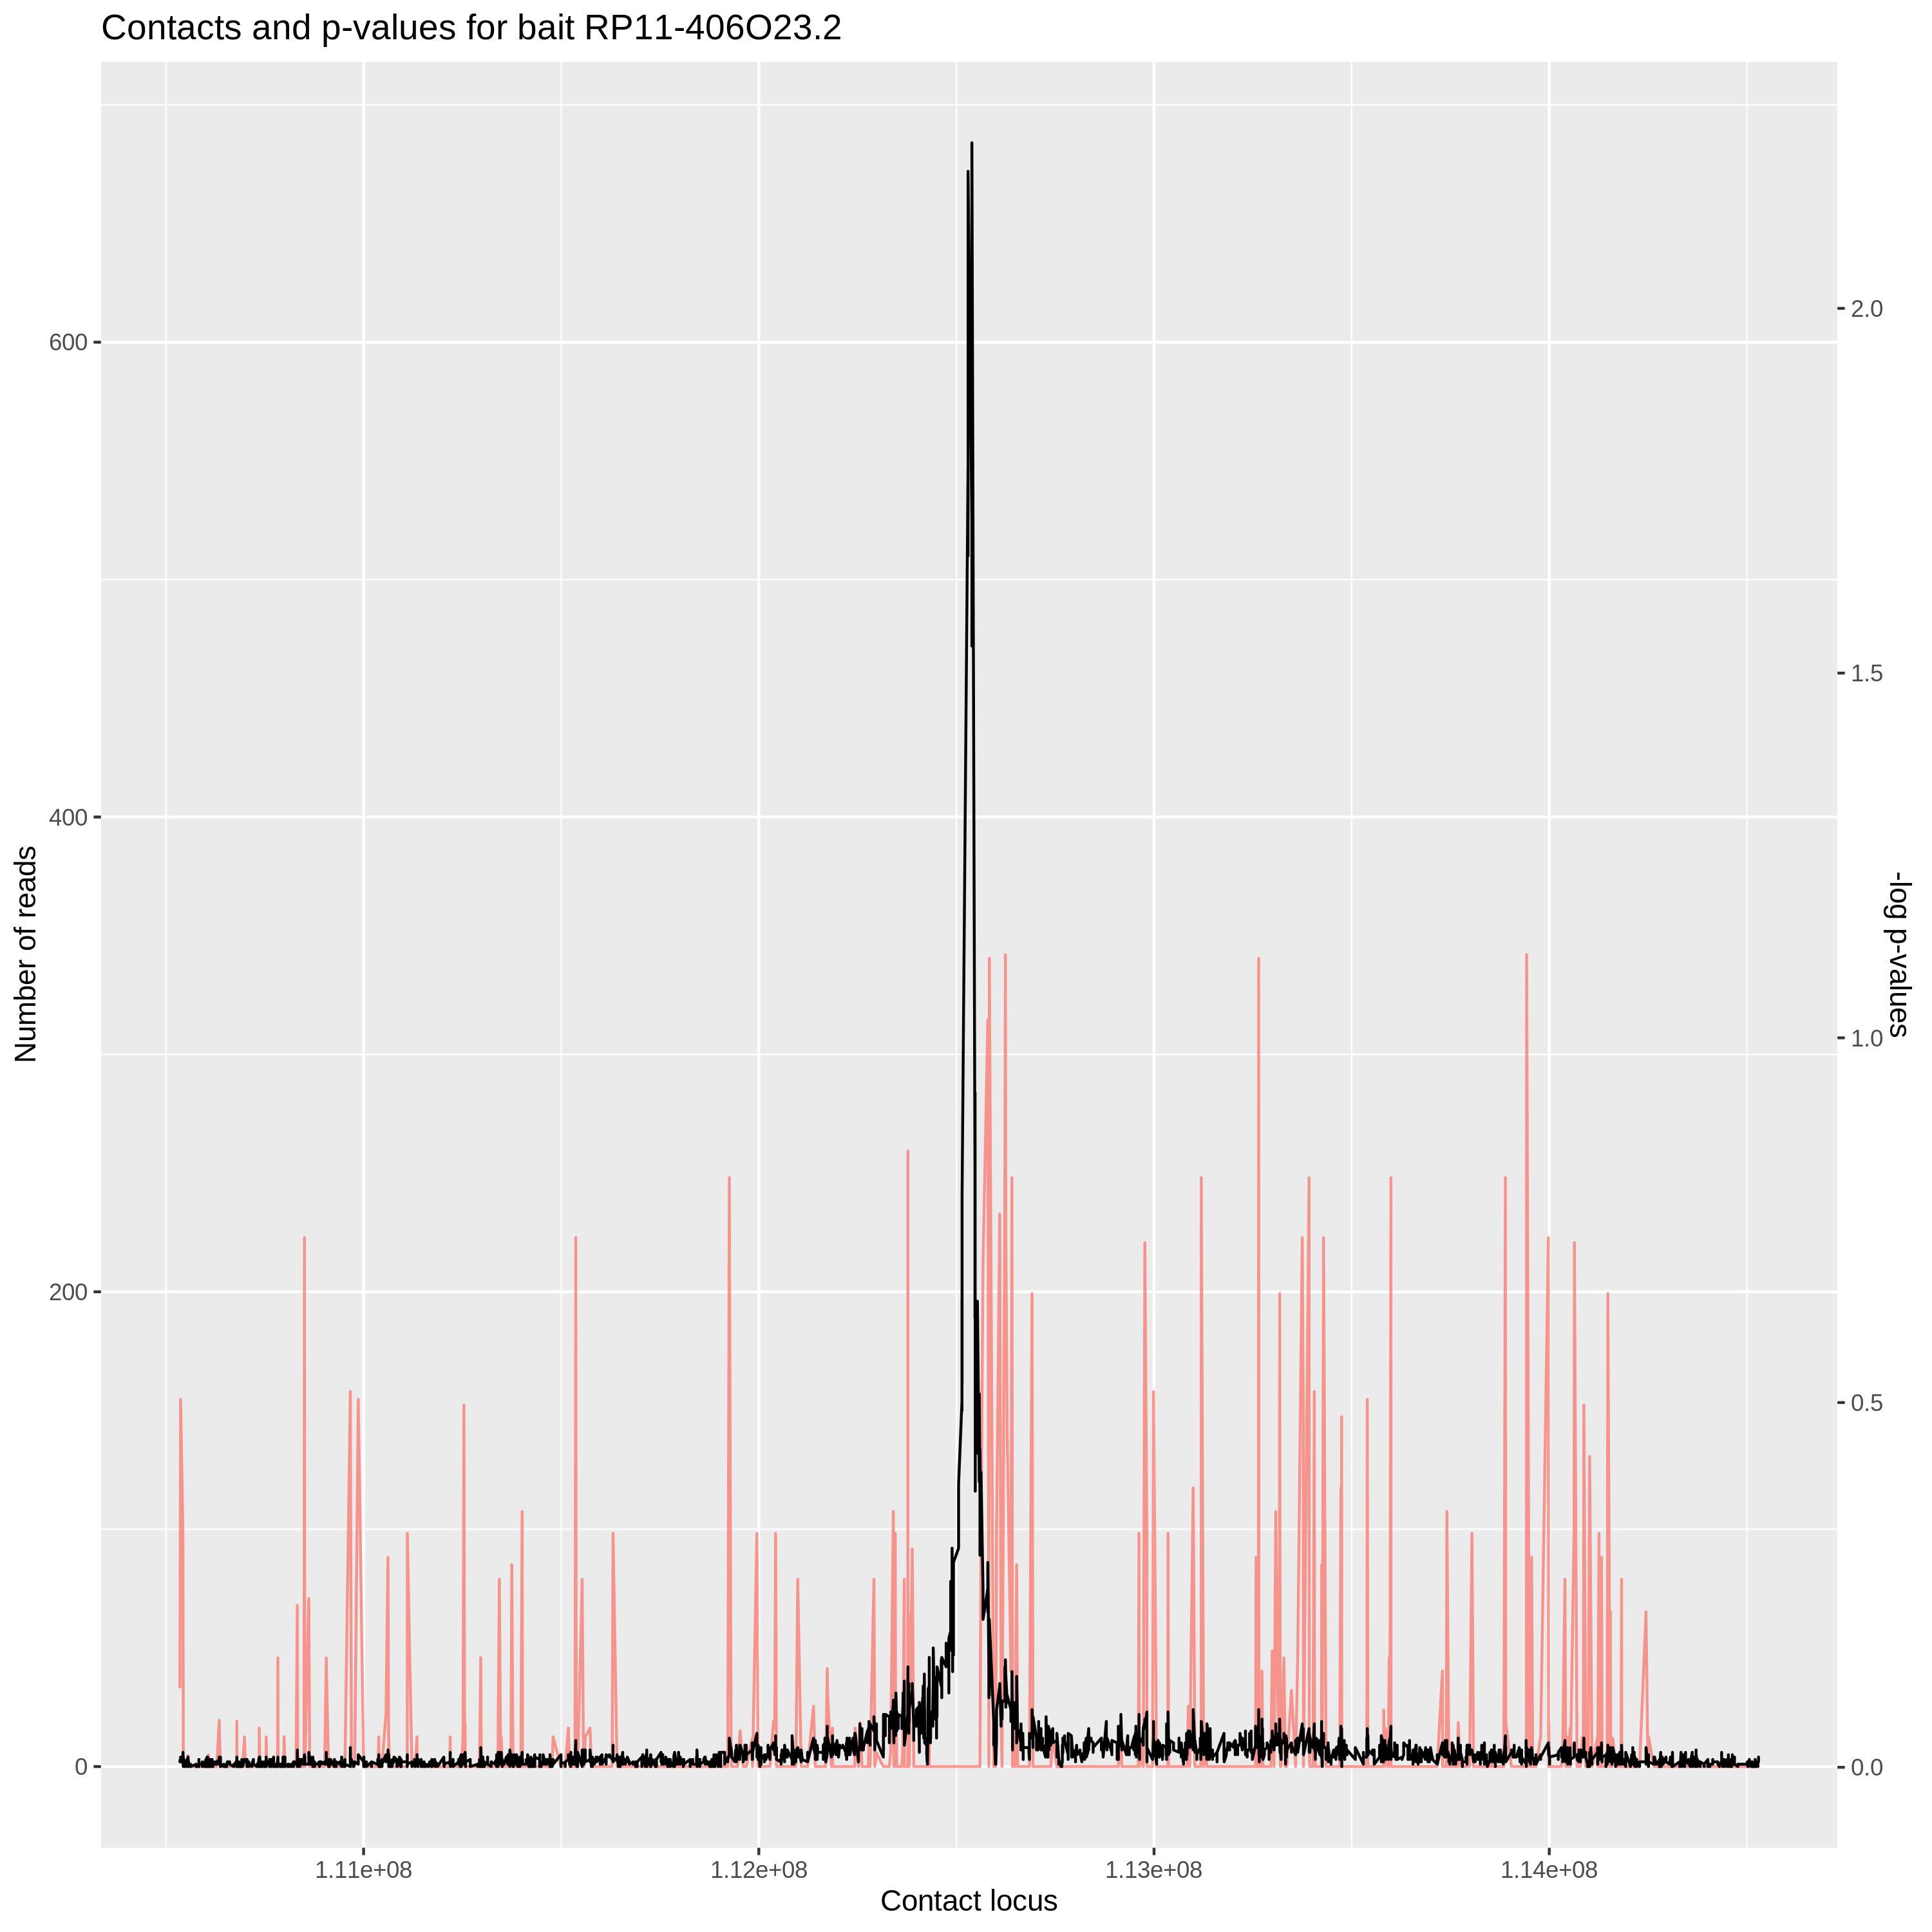 Contacts and p-values for bait RP11-406O23.2
600
400
200
0
Number of reads
2.0
1.5
1.0
0.5
0.0
-log p-values
1.11e+08
1.12e+08
1.13e+08
1.14e+08
Contact locus